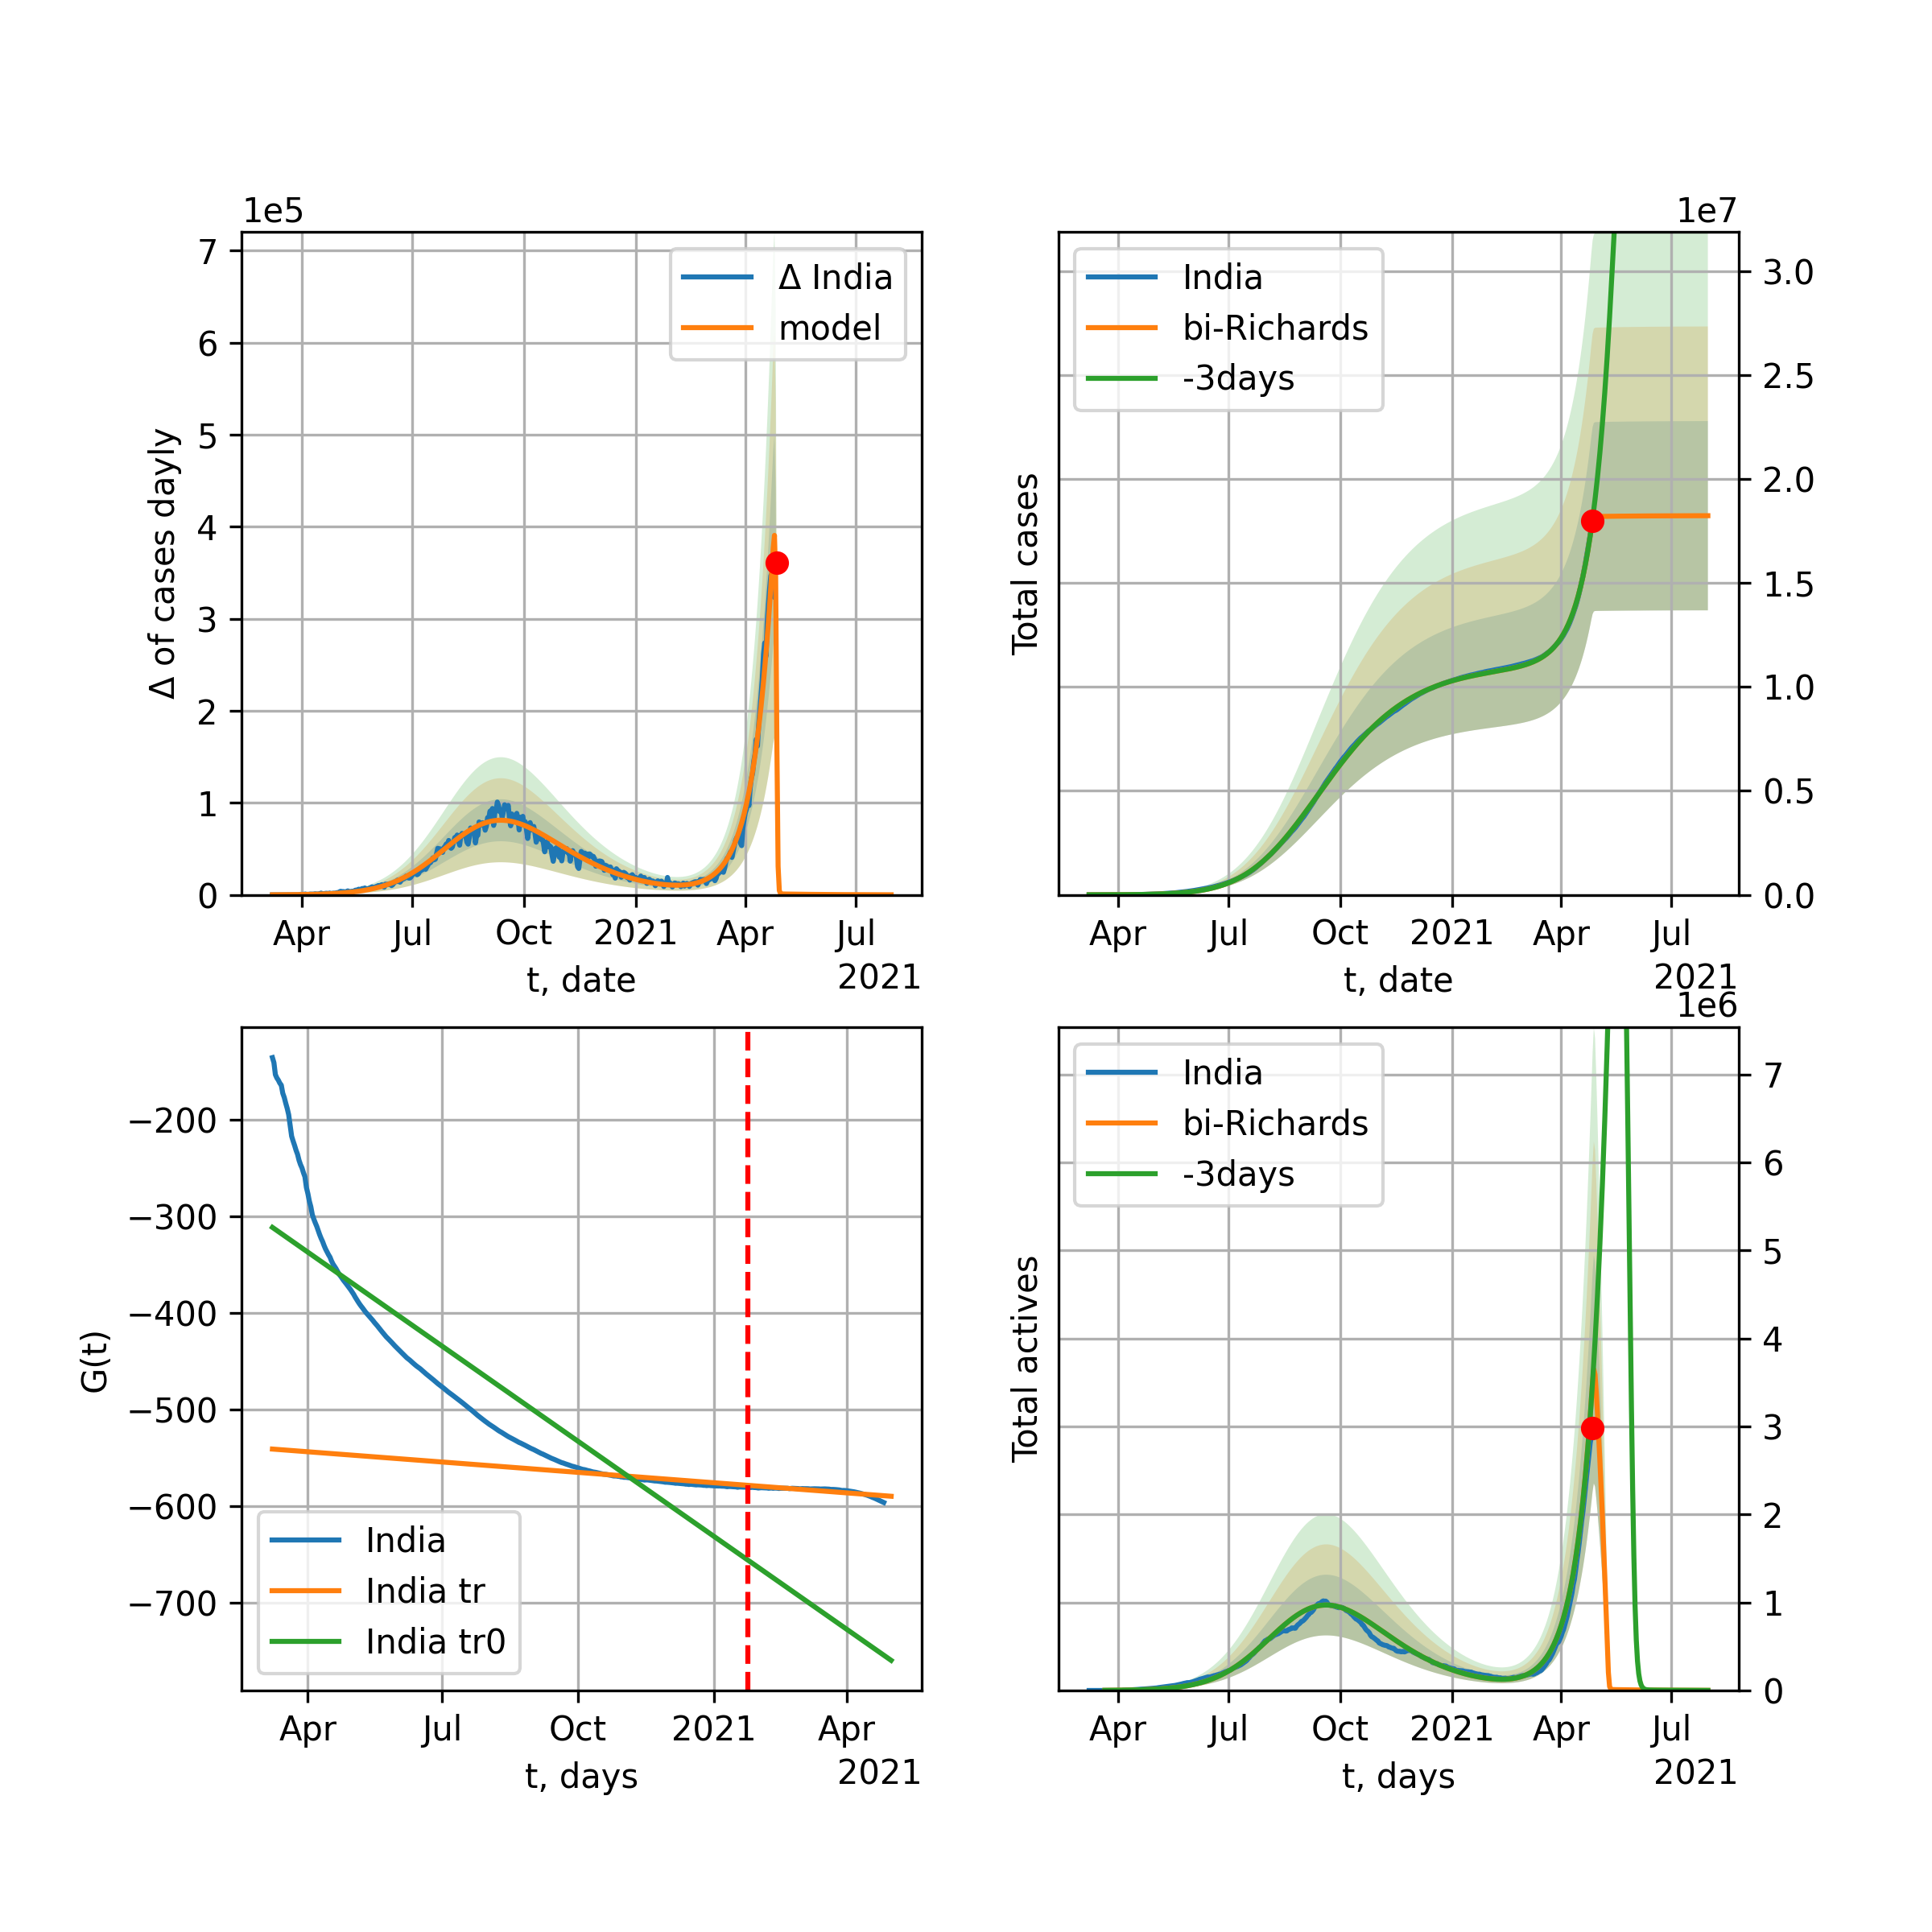 1e5
7
6
5
4
3
2
1
0
Δ of cases dayly
Δ India
model
Apr Jul Oct 2021 Apr Jul
t, date
2021
1e7
3.0
2.5
2.0
1.5
1.0
0.5
0.0
Total cases
India
bi-Richards
-3days
Apr Jul Oct 2021 Apr Jul
t, date
2021
−200
−300
−400
−500
−600
−700
G(t)
India
India tr
India tr0
Apr Jul Oct 2021 Apr
t, days
2021
1e6
7
6
5
4
3
2
1
0
Total actives
India
bi-Richards
-3days
Apr Jul Oct 2021 Apr Jul
t, days
2021